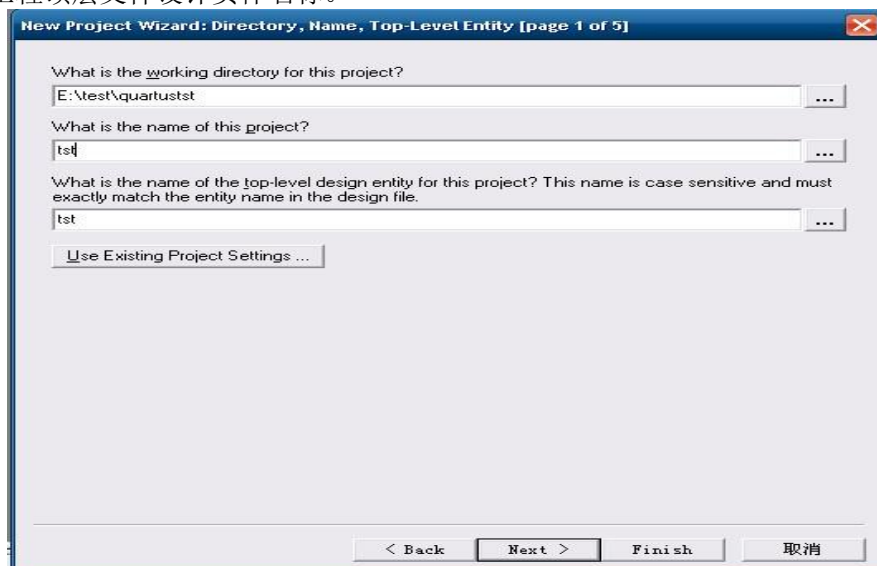 New Project Wizard: Directory, Name, Top-Level Entity [page 1 of 5]
What is the working directory for this project?
E:\test\quartustst
...
What is the name of this project?
tst
...
What is the name of the top-level design entity for this project? This name is case sensitive and must
exactly match the entity name in the design file.
tst
...
Use Existing Project Settings ...
< Back Next > Finish 取消